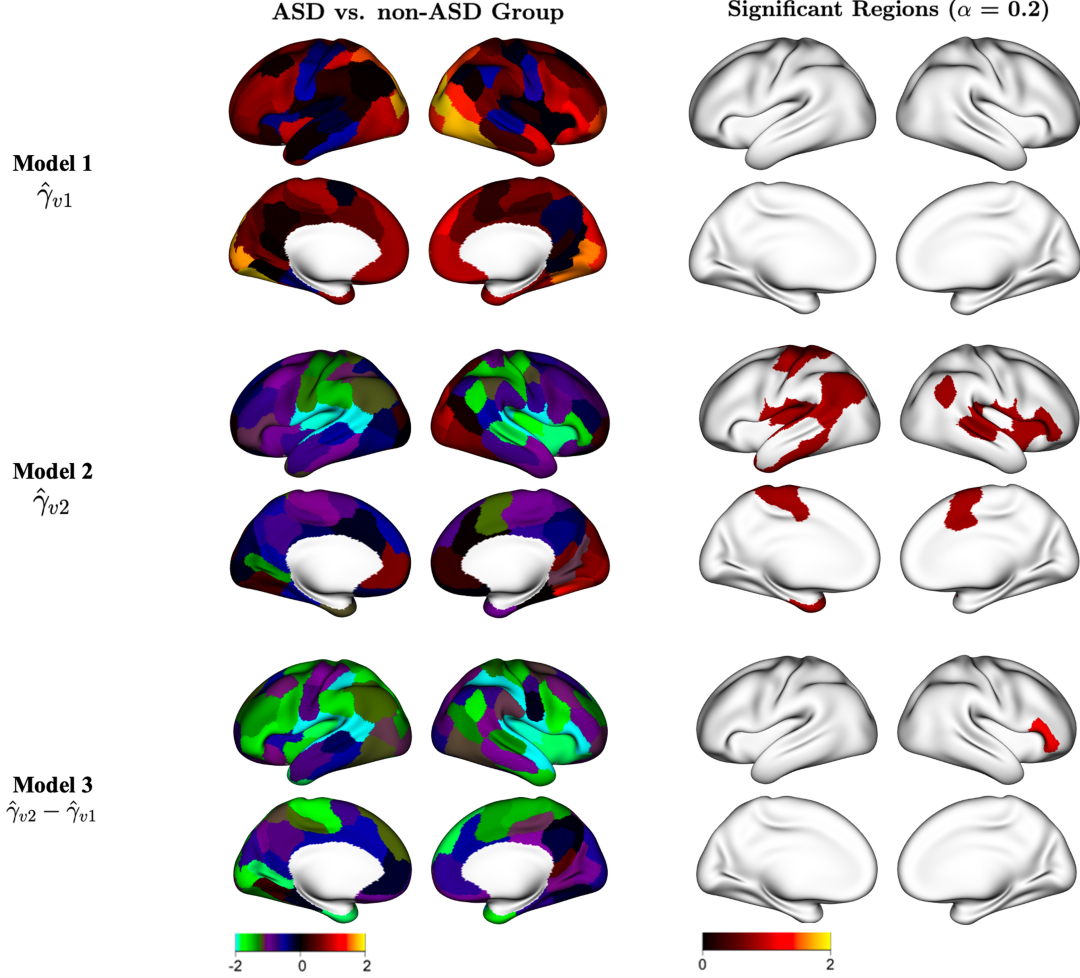 ASD vs. non-ASD Group
Significant Regions (α = 0.2)
Model 1
γ̂v1
Model 2
γ̂v2
Model 3
γ̂v2 − γ̂v1
-2 0 2
0 2